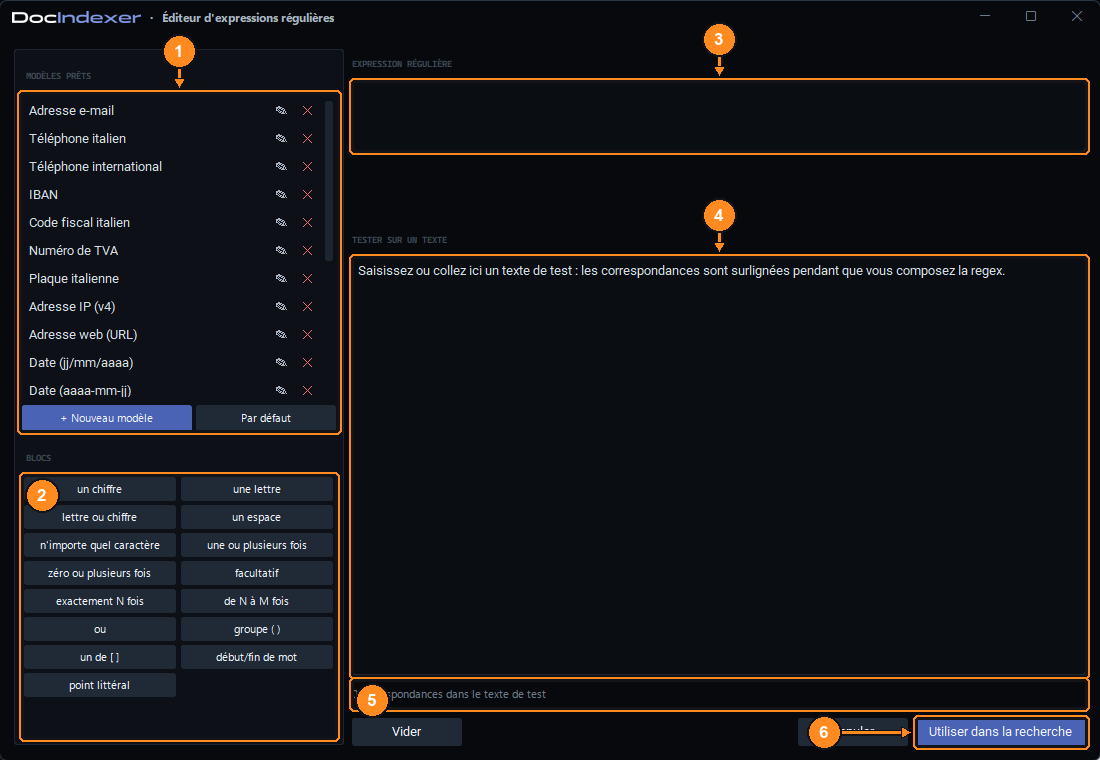 DocIndexer · Éditeur d'expressions régulières
1
MODÈLES PRÊTS
Adresse e-mail
Téléphone italien
Téléphone international
IBAN
Code fiscal italien
Numéro de TVA
Plaque italienne
Adresse IP (v4)
Adresse web (URL)
Date (jj/mm/aaaa)
Date (aaaa-mm-jj)
+ Nouveau modèle
Par défaut
BLOCS
2
un chiffre
une lettre
lettre ou chiffre
un espace
n'importe quel caractère
une ou plusieurs fois
zéro ou plusieurs fois
facultatif
exactement N fois
de N à M fois
ou
groupe ( )
un de [ ]
début/fin de mot
point littéral
3
EXPRESSION RÉGULIÈRE
4
TESTER SUR UN TEXTE
Saisissez ou collez ici un texte de test : les correspondances sont surlignées pendant que vous composez la regex.
5
dans le texte de test
Vider
6
Utiliser dans la recherche